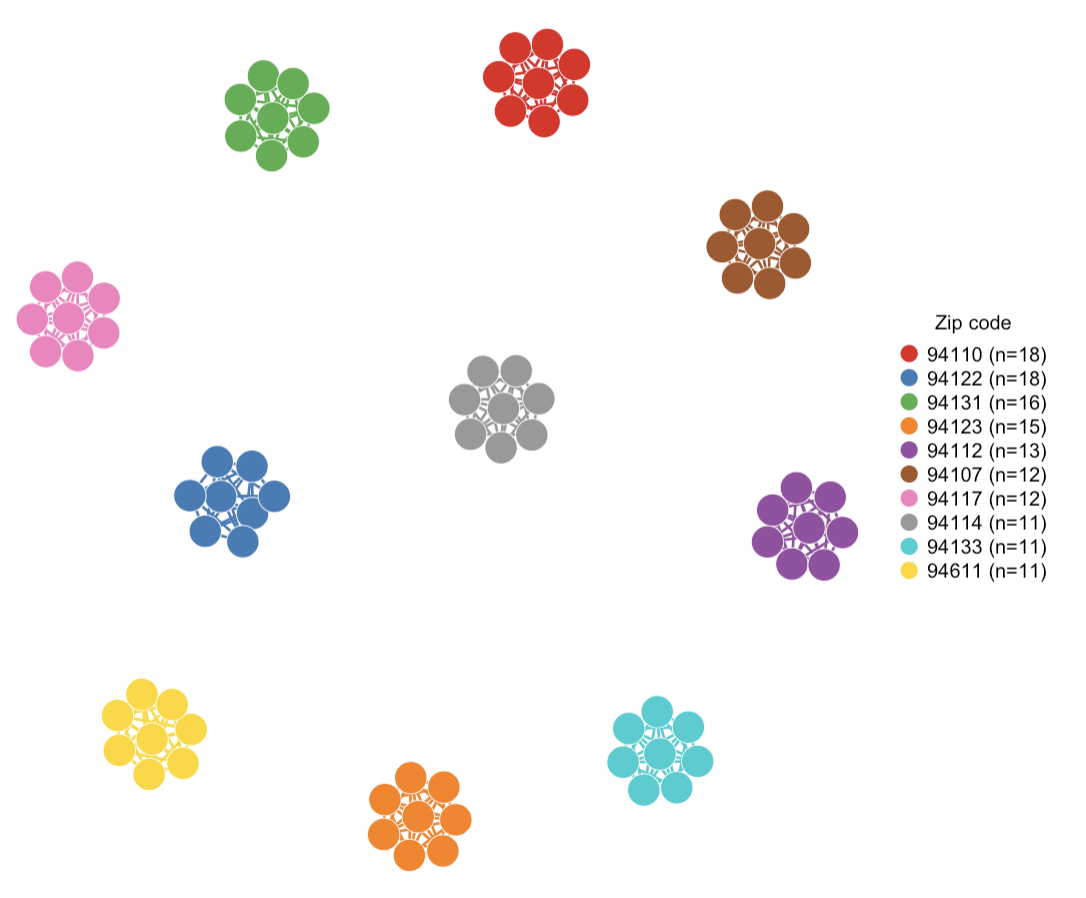 Zip code
94110 (n=18)
94122 (n=18)
94131 (n=16)
94123 (n=15)
94112 (n=13)
94107 (n=12)
94117 (n=12)
94114 (n=11)
94133 (n=11)
94611 (n=11)